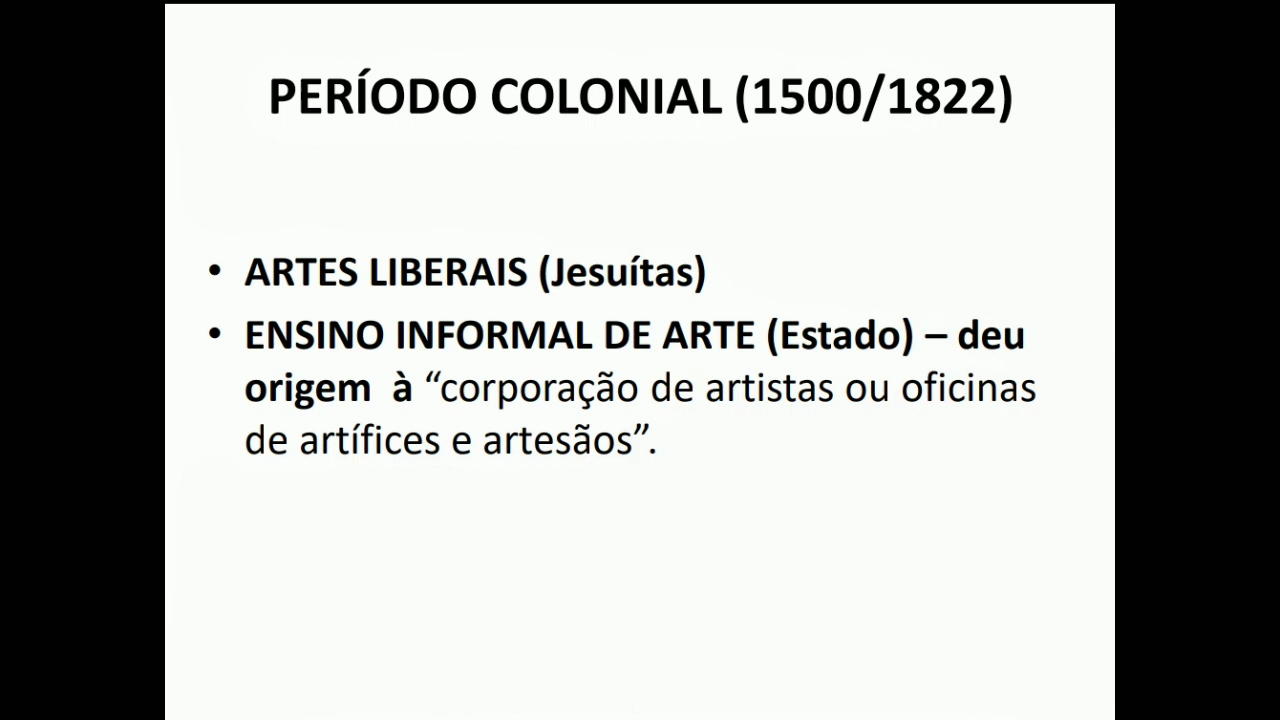 PERÍODO COLONIAL (1500/1822)
• ARTES LIBERAIS (Jesuítas)
• ENSINO INFORMAL DE ARTE (Estado) – deu
origem à “corporação de artistas ou oficinas
de artífices e artesãos”.